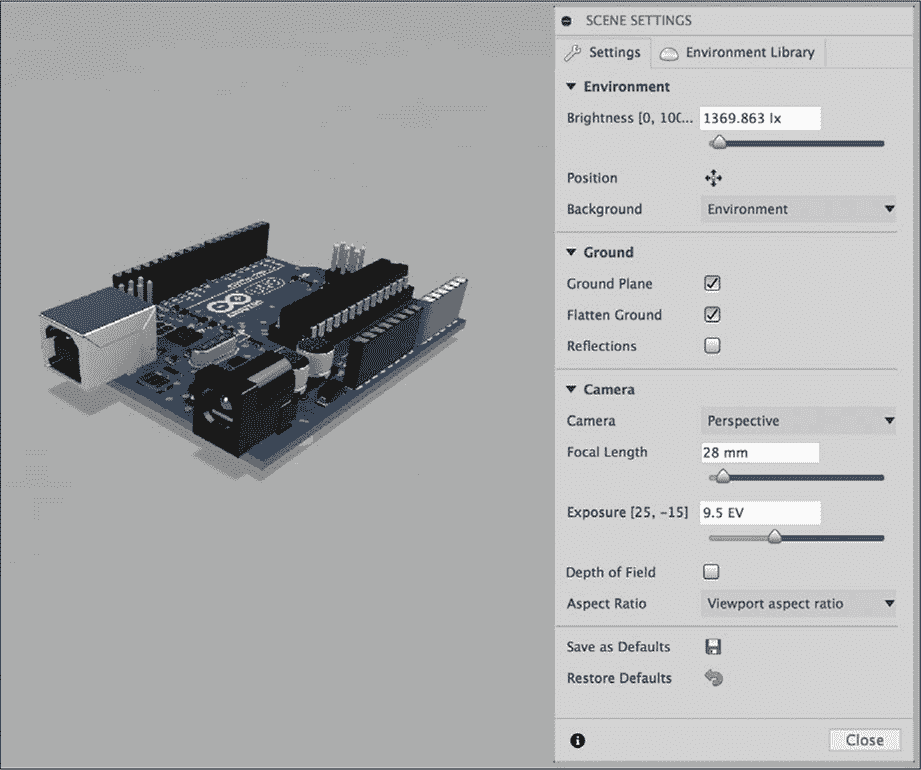 SCENE SETTINGS
Settings
Environment Library
Environment
Brightness [0, 100...
1369.863 lx
Position
Background
Environment
Ground
Ground Plane
Flatten Ground
Reflections
Camera
Camera
Perspective
Focal Length
28 mm
Exposure [25, -15]
9.5 EV
Depth of Field
Aspect Ratio
Viewport aspect ratio
Save as Defaults
Restore Defaults
Close